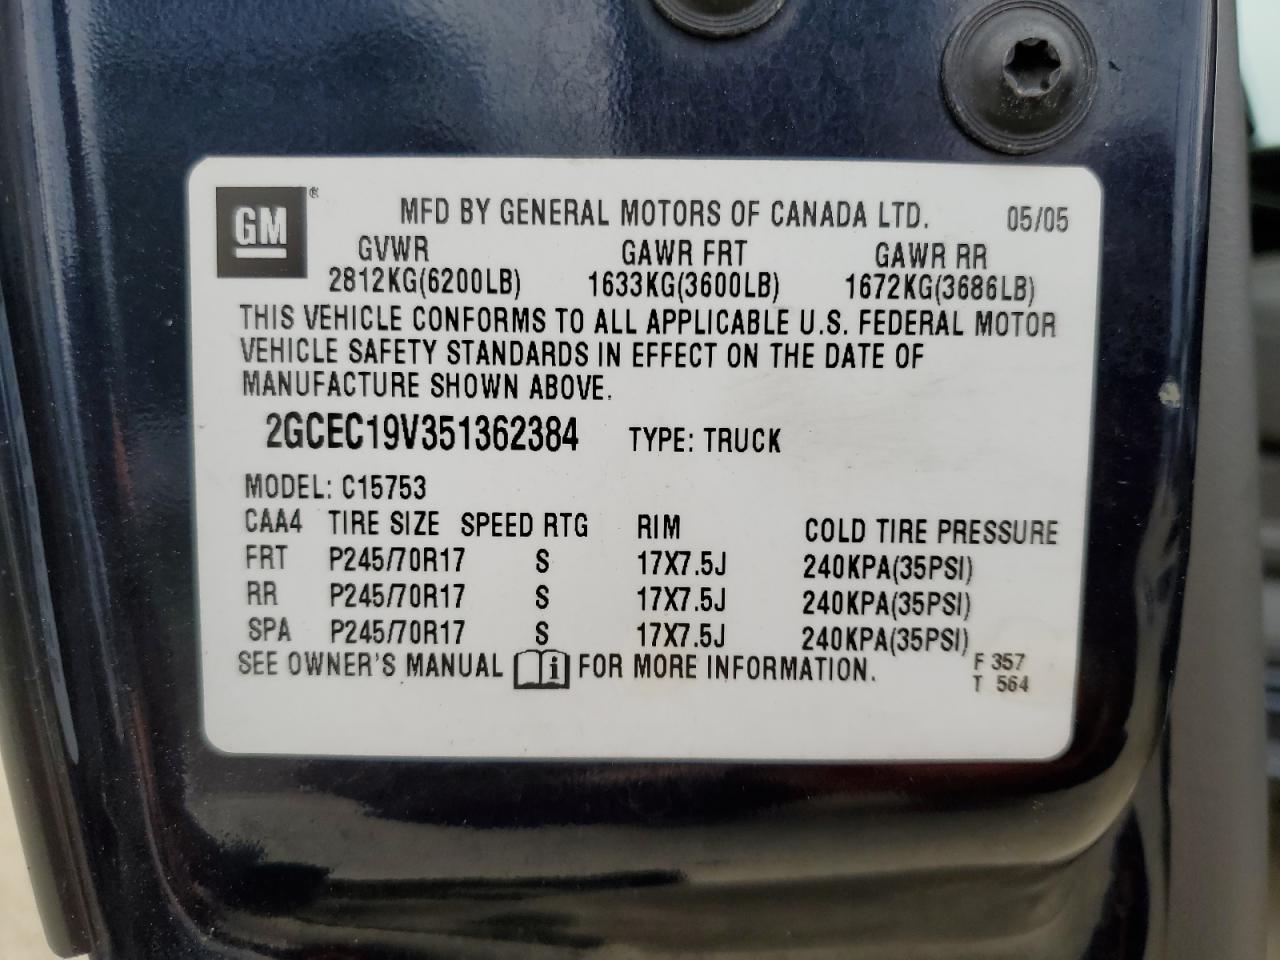 GM ®
MFD BY GENERAL MOTORS OF CANADA LTD. 05/05
GVWR GAWR FRT GAWR RR
2812KG(6200LB) 1633KG(3600LB) 1672KG(3686LB)
THIS VEHICLE CONFORMS TO ALL APPLICABLE U.S. FEDERAL MOTOR
VEHICLE SAFETY STANDARDS IN EFFECT ON THE DATE OF
MANUFACTURE SHOWN ABOVE.
2GCEC19V351362384 TYPE: TRUCK
MODEL: C15753
CAA4 TIRE SIZE SPEED RTG RIM COLD TIRE PRESSURE
FRT P245/70R17 S 17X7.5J 240KPA(35PSI)
RR P245/70R17 S 17X7.5J 240KPA(35PSI)
SPA P245/70R17 S 17X7.5J 240KPA(35PSI)
SEE OWNER'S MANUAL i FOR MORE INFORMATION. F 357
T 564